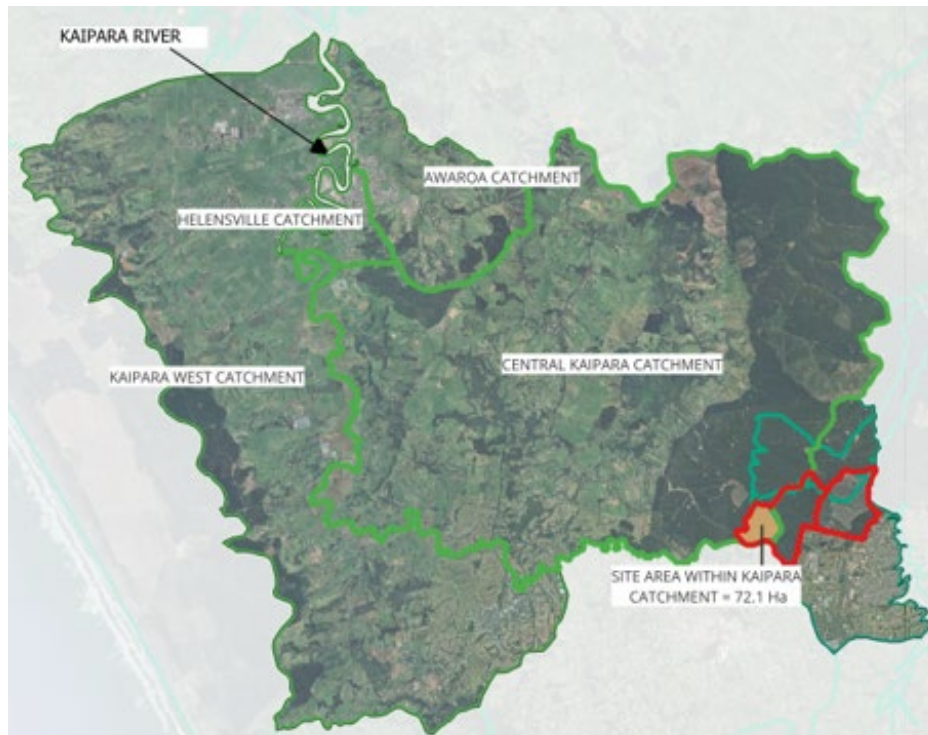 KAIPARA RIVER
AWAROA CATCHMENT
HELENSVILLE CATCHMENT
CENTRAL KAIPARA CATCHMENT
KAIPARA WEST CATCHMENT
SITE AREA WITHIN KAIPARA
CATCHMENT = 72.1 Ha